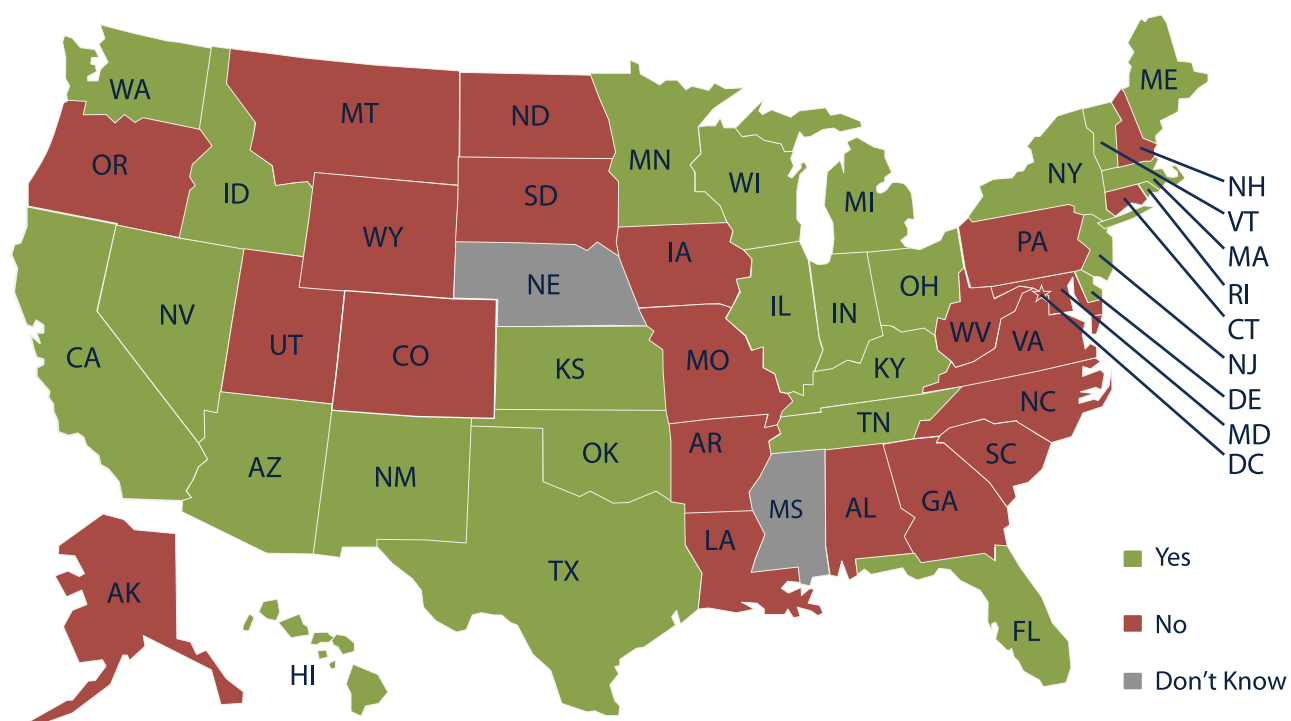 WA
OR
MT
ID
WY
ND
SD
NE
MN
WI
MI
IA
NV
UT
CO
CA
AZ
NM
KS
OK
TX
MO
AR
LA
IL
IN
OH
KY
TN
MS
AL
GA
WV
VA
NC
SC
FL
PA
NY
ME
NH
VT
MA
RI
CT
NJ
DE
MD
DC
AK
HI
Yes
No
Don't Know